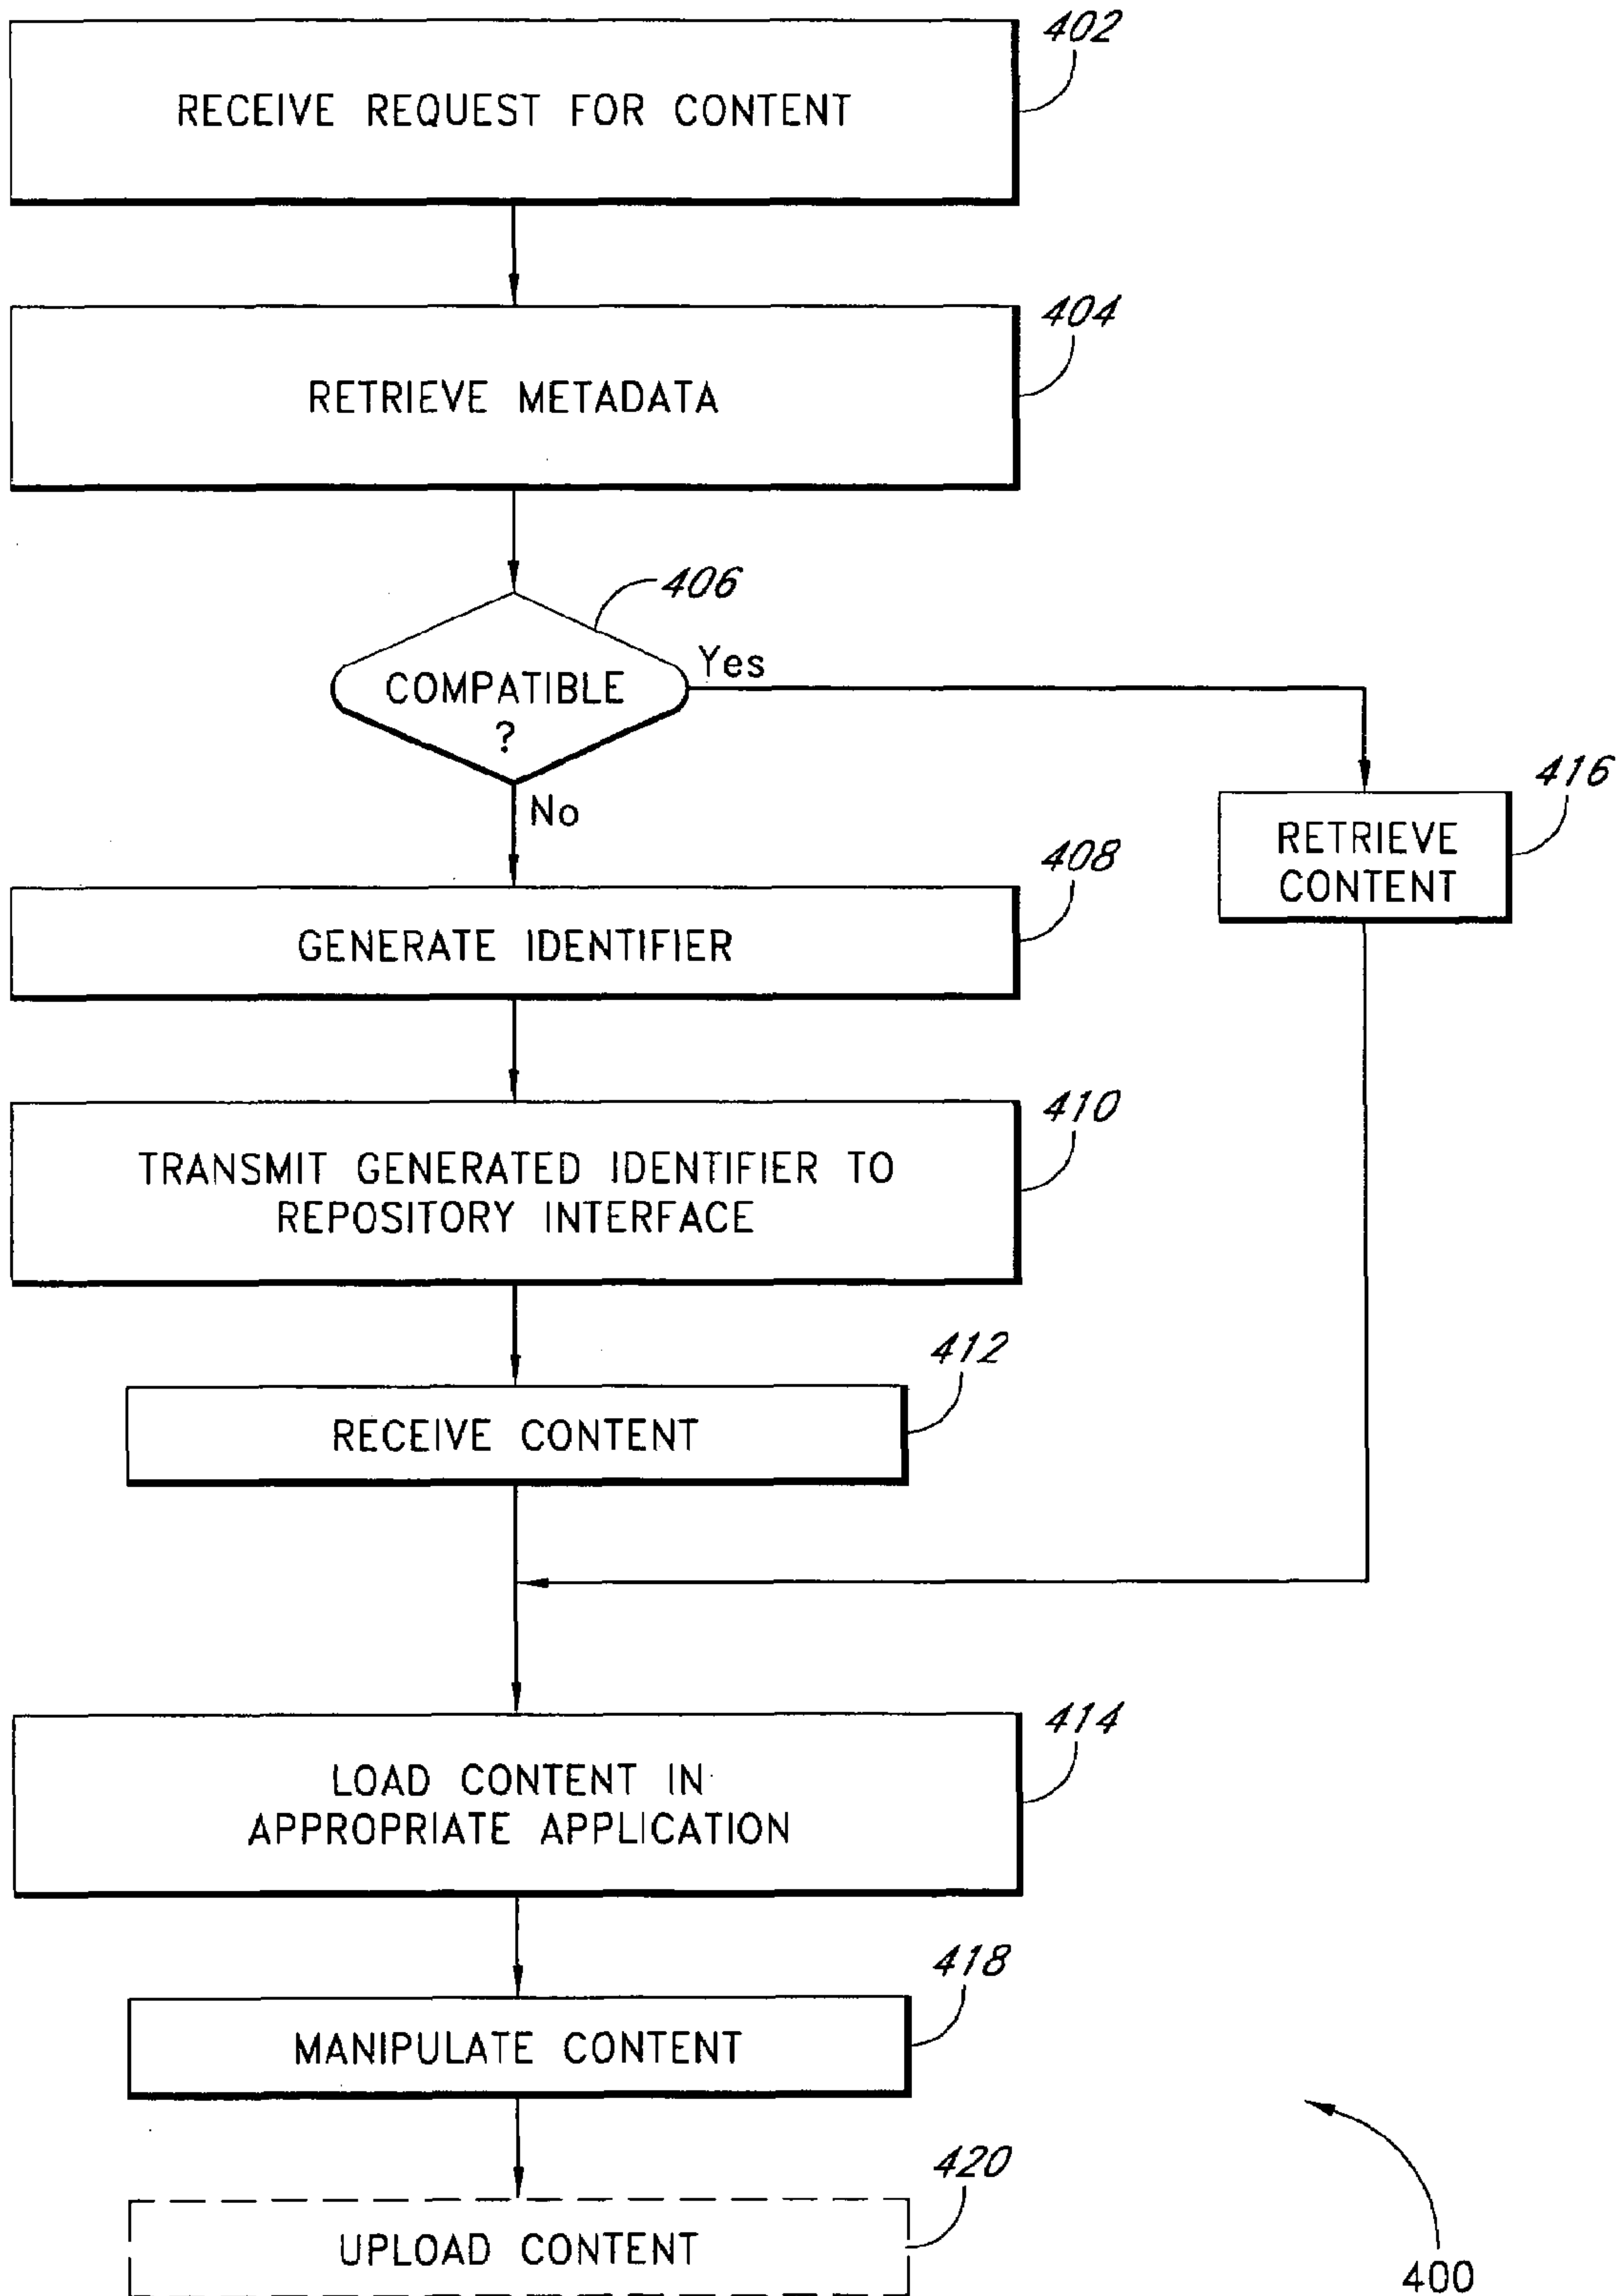 402
RECEIVE REQUEST FOR CONTENT
404
RETRIEVE METADATA
406
COMPATIBLE
?
Yes
No
416
RETRIEVE
CONTENT
408
GENERATE IDENTIFIER
410
TRANSMIT GENERATED IDENTIFIER TO
REPOSITORY INTERFACE
412
RECEIVE CONTENT
414
LOAD CONTENT IN
APPROPRIATE APPLICATION
418
MANIPULATE CONTENT
420
UPLOAD CONTENT
400